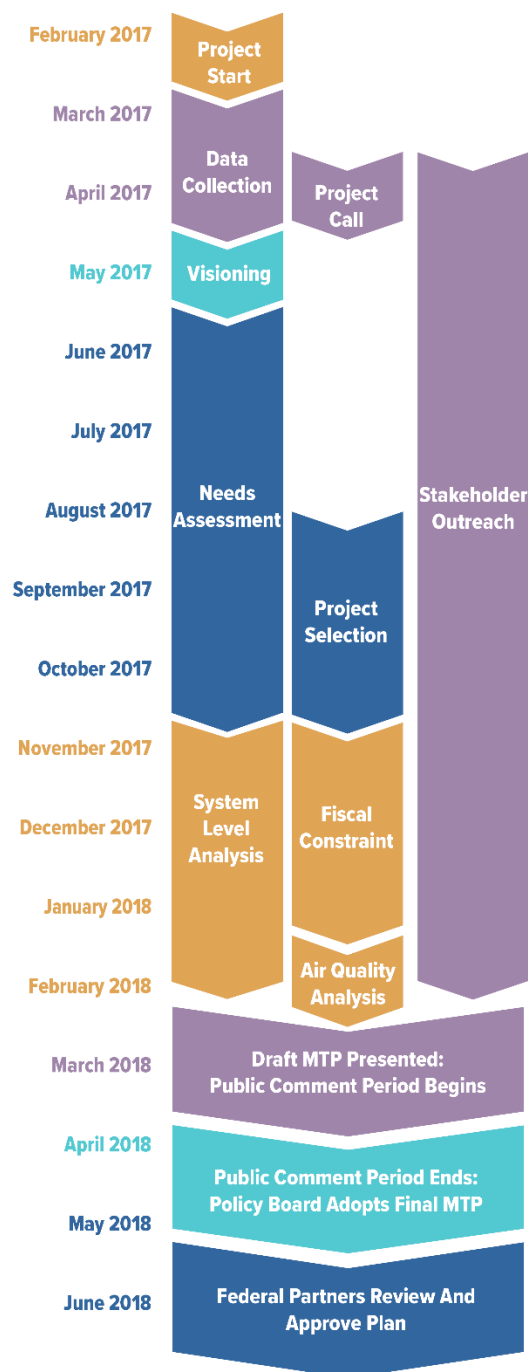 February 2017
Project
Start
March 2017
Data
Collection
April 2017
Project
Call
May 2017
Visioning
June 2017
July 2017
August 2017
Needs
Assessment
Stakeholder
Outreach
September 2017
Project
Selection
October 2017
November 2017
December 2017
System
Level
Analysis
Fiscal
Constraint
January 2018
February 2018
Air Quality
Analysis
March 2018
Draft MTP Presented:
Public Comment Period Begins
April 2018
Public Comment Period Ends:
Policy Board Adopts Final MTP
May 2018
June 2018
Federal Partners Review And
Approve Plan